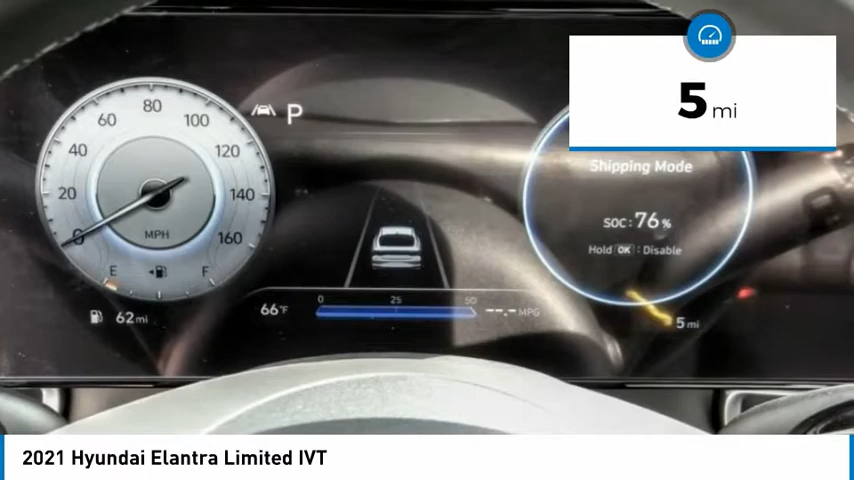 5 mi
80
60
100
P
40
120
20
140
0
160
MPH
E
F
62 mi
66°F
0
25
50
--.- MPG
Shipping Mode
SOC: 76 %
Hold OK : Disable
5 mi
2021 Hyundai Elantra Limited IVT